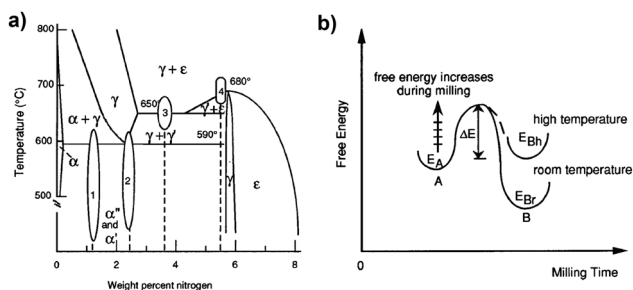 a)
800
700
600
500
0
2
4
6
8
Temperature (°C)
Weight percent nitrogen
γ + ε
680°
4
γ
650°
3
γ+ε
α + γ
γ + γ'
590°
α
1
2
α"
and
α'
γ
ε
b)
Free Energy
free energy increases
during milling
ΔE
high temperature
E_Bh
E_A
A
room temperature
E_Br
B
Milling Time